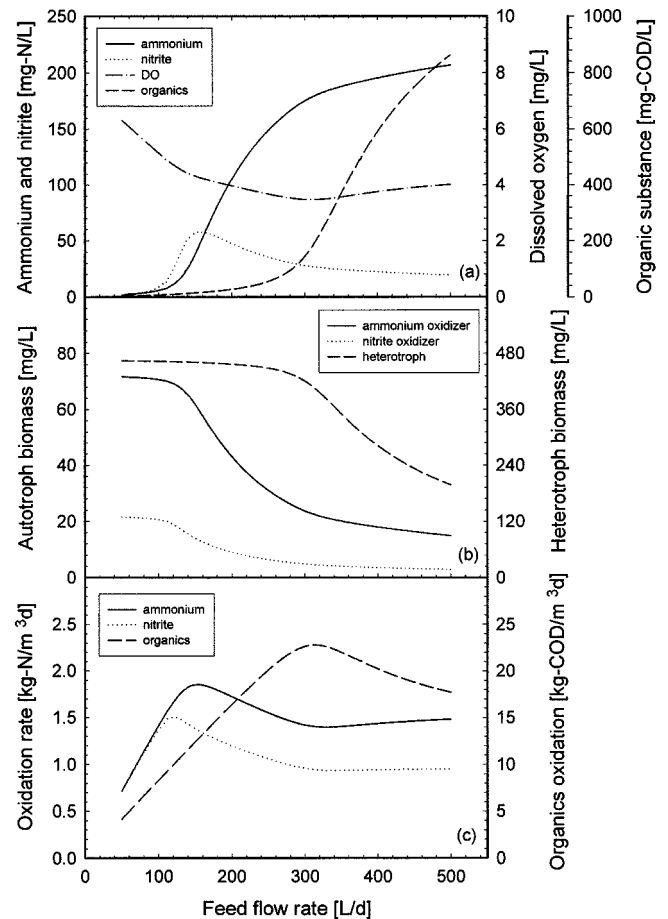 Ammonium and nitrite [mg-N/L]
250
200
150
100
50
0
ammonium
nitrite
DO
organics
(a)
10
8
6
4
2
0
Dissolved oxygen [mg/L]
1000
800
600
400
200
0
Organic substance [mg-COD/L]
Autotroph biomass [mg/L]
80
60
40
20
0
ammonium oxidizer
nitrite oxidizer
heterotroph
(b)
480
360
240
120
0
Heterotroph biomass [mg/L]
Oxidation rate [kg-N/m ³d]
2.5
2.0
1.5
1.0
0.5
0.0
ammonium
nitrite
organics
(c)
25
20
15
10
5
0
Organics oxidation [kg-COD/m ³d]
0 100 200 300 400 500
Feed flow rate [L/d]